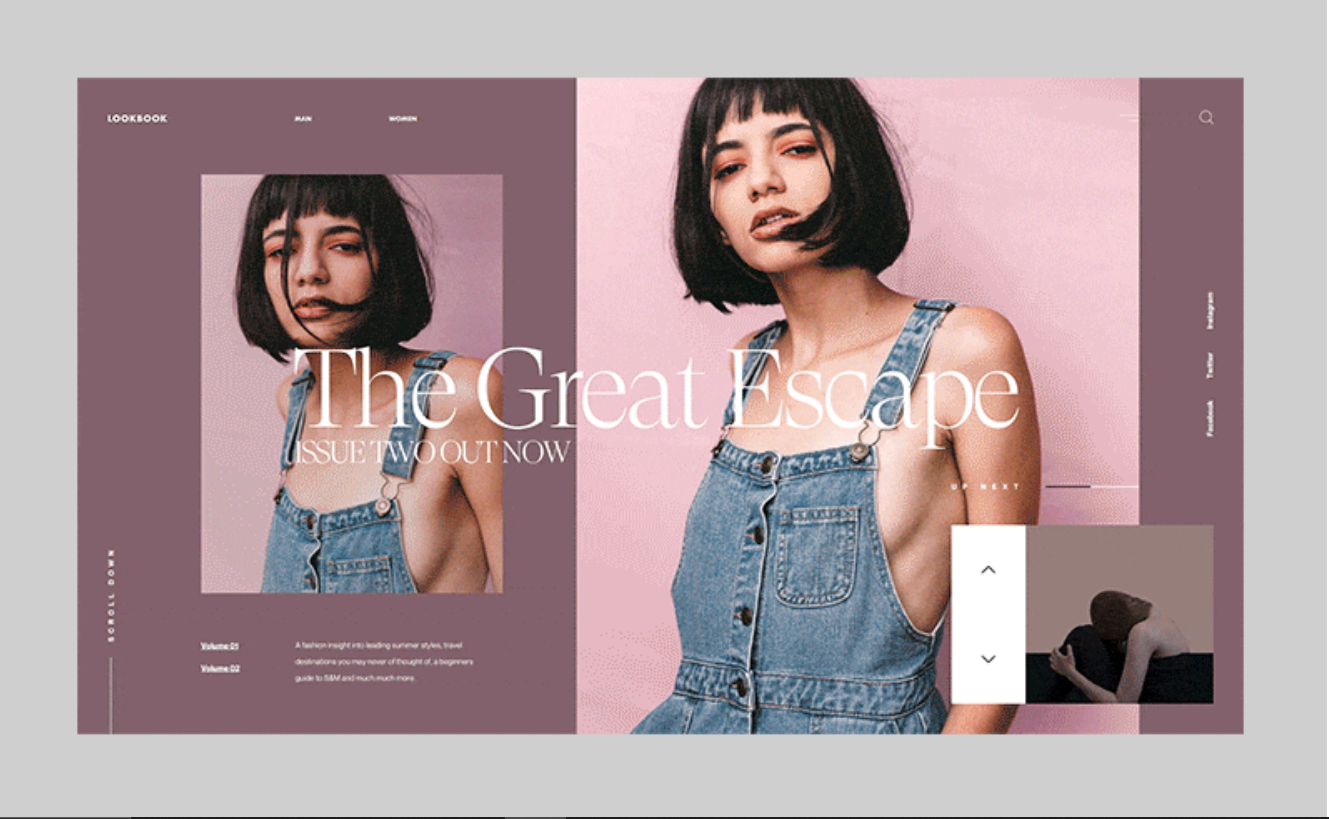 LOOKBOOK
MAIN
WOMEN
The Great Escape
ISSUE TWO OUT NOW
UP NEXT
Instagram
Twitter
Facebook
SCROLL DOWN
Volume 01
Volume 02
A fashion insight into leading summer styles, travel
destinations you may never of thought of, a beginners
guide to S&M and much much more.